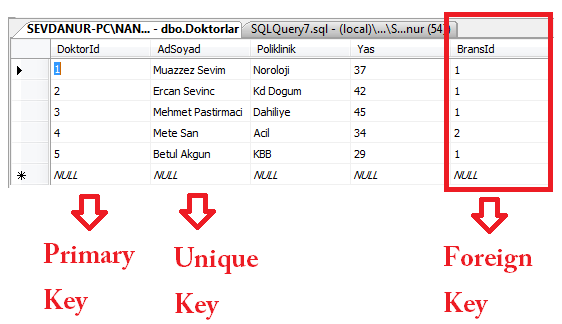 SEVDANUR-PC\NAN... - dbo.Doktorlar SQLQuery7.sql - (local)\...\S...nur (54)
DoktorId AdSoyad Poliklinik Yas BransId
1 Muazzez Sevim Noroloji 37 1
2 Ercan Sevinc Kd Dogum 42 1
3 Mehmet Pastirmaci Dahiliye 45 1
4 Mete San Acil 34 2
5 Betul Akgun KBB 29 1
NULL NULL NULL NULL NULL
Primary Key
Unique Key
Foreign Key